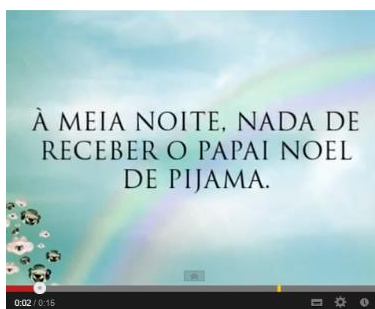 À MEIA NOITE, NADA DE
RECEBER O PAPAI NOEL
DE PIJAMA.
0:02 / 0:15